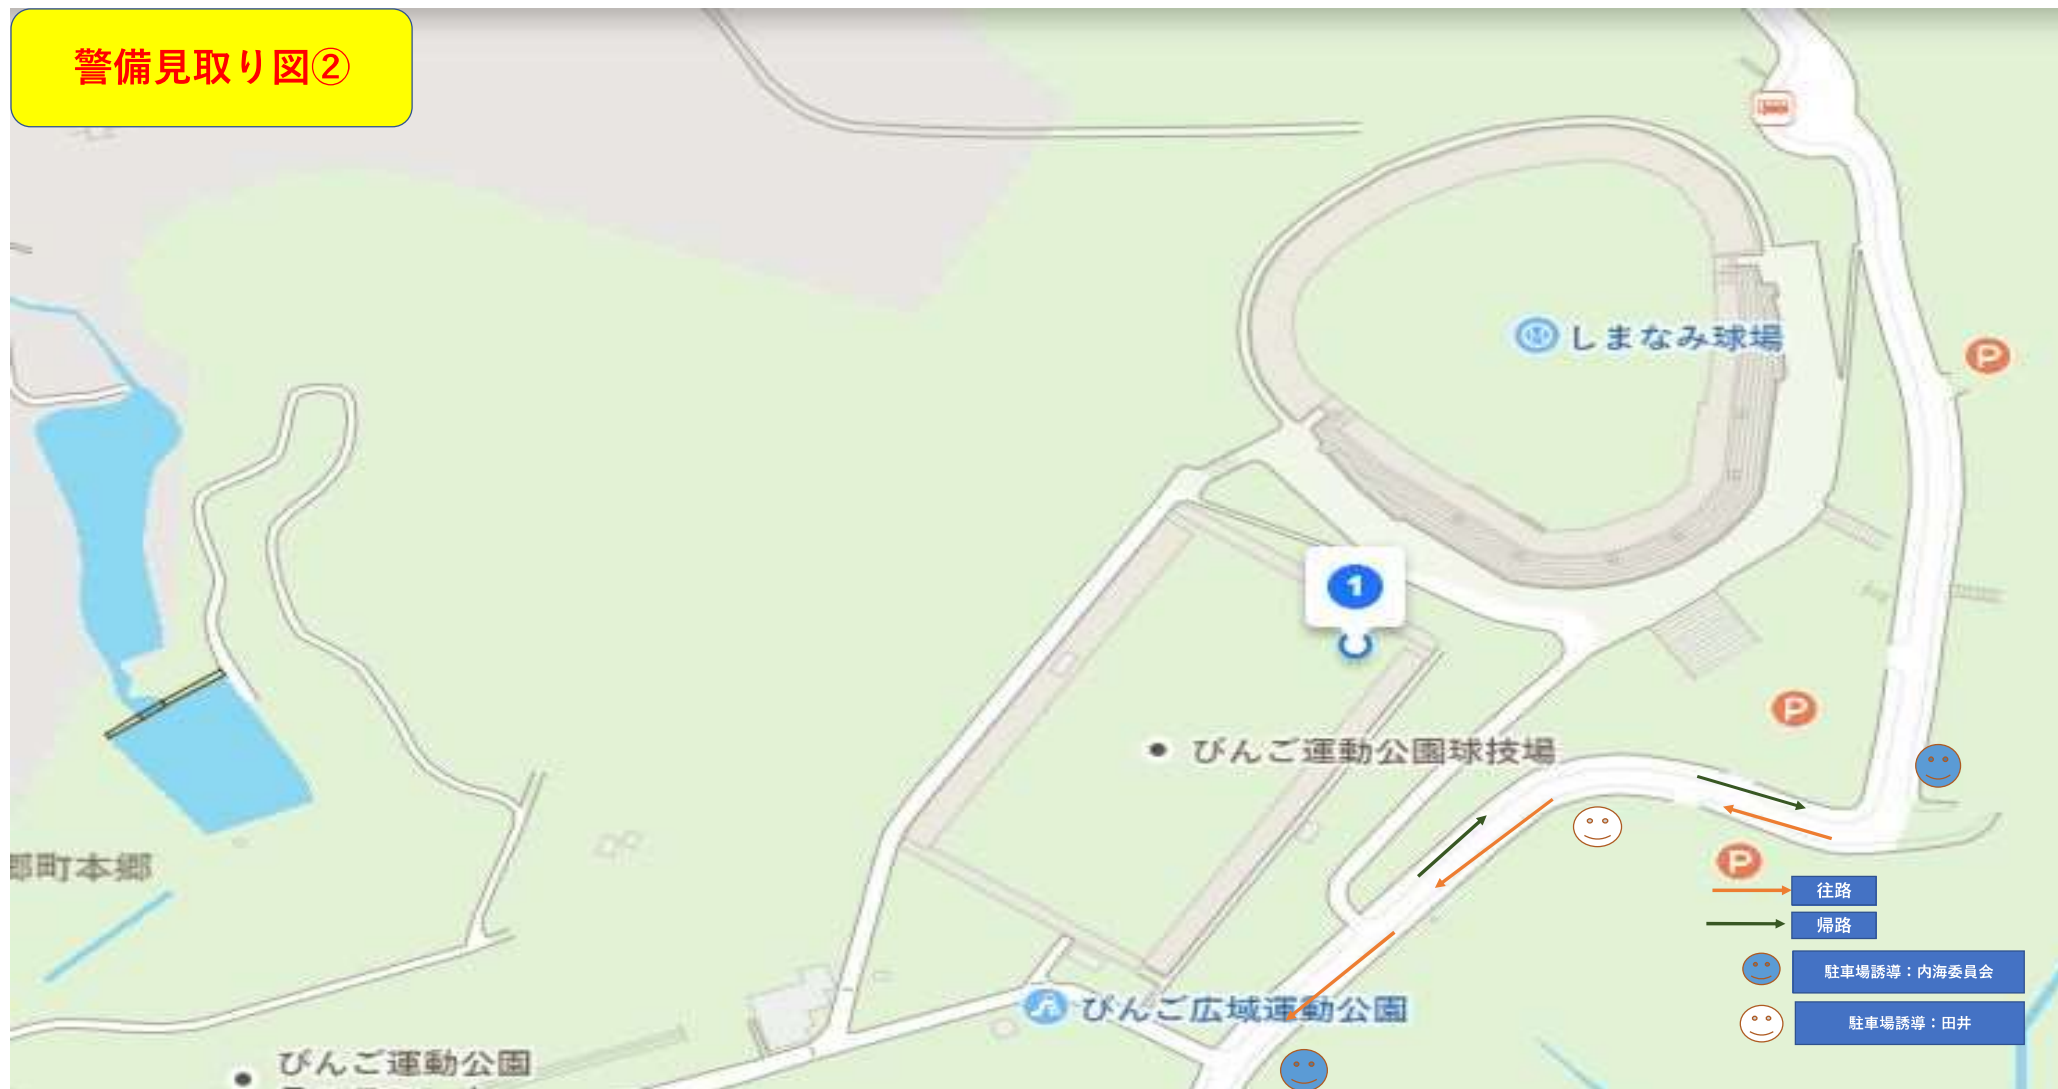 警備見取り図②
しまなみ球場
P
1
P
びんご運動公園球技場
郷町本郷
P
往路
帰路
駐車場誘導：内海委員会
びんご広域運動公園
駐車場誘導：田井
びんご運動公園